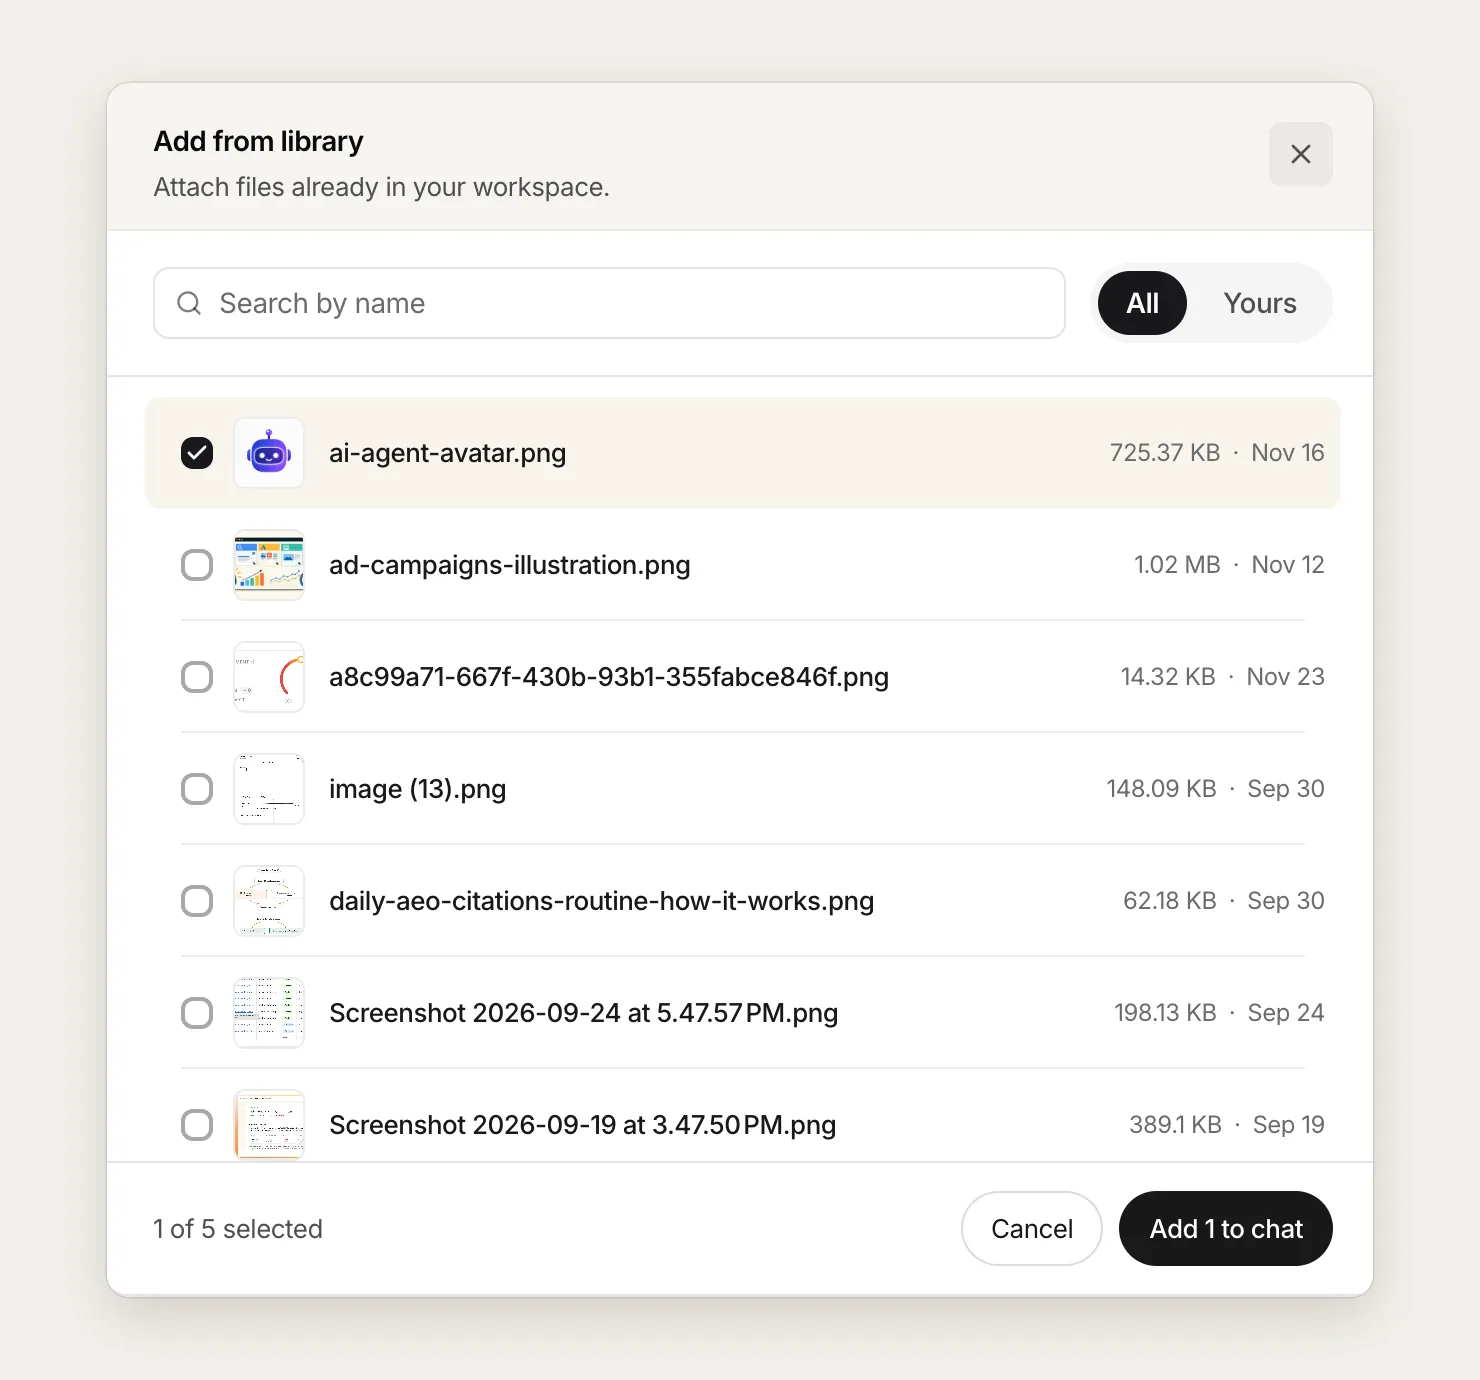 Add from library
Attach files already in your workspace.
Search by name
All
Yours
ai-agent-avatar.png
725.37 KB · Nov 16
ad-campaigns-illustration.png
1.02 MB · Nov 12
a8c99a71-667f-430b-93b1-355fabce846f.png
14.32 KB · Nov 23
image (13).png
148.09 KB · Sep 30
daily-aeo-citations-routine-how-it-works.png
62.18 KB · Sep 30
Screenshot 2026-09-24 at 5.47.57 PM.png
198.13 KB · Sep 24
Screenshot 2026-09-19 at 3.47.50 PM.png
389.1 KB · Sep 19
1 of 5 selected
Cancel
Add 1 to chat